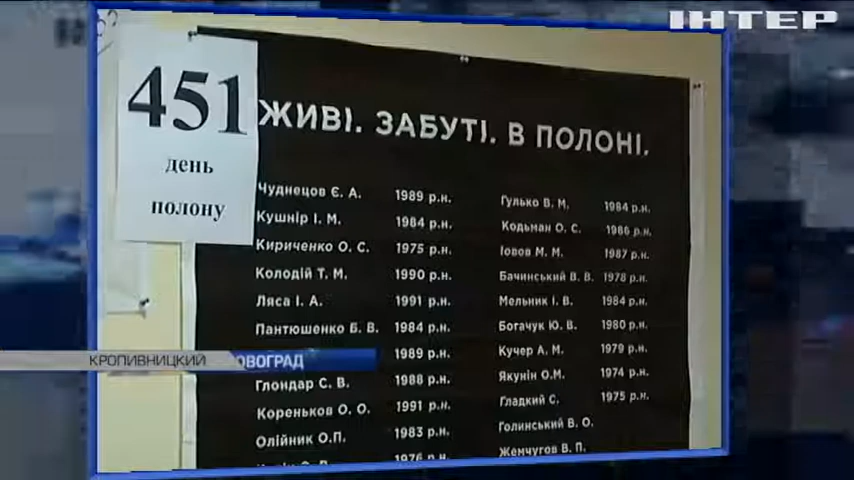 ІНТЕР
451
день
полону
ЖИВІ. ЗАБУТІ. В ПОЛОНІ.
Чуднецов Є. А. 1989 р.н.
Кушнір І. М. 1984 р.н.
Кириченко О. С. 1975 р.н.
Колодій Т. М. 1990 р.н.
Ляса І. А. 1991 р.н.
Пантюшенко Б. В. 1984 р.н.
1989 р.н.
Глондар С. В. 1988 р.н.
Кореньков О. О. 1991 р.н.
Олійник О.П. 1983 р.н.
1976 р.н.
Гулько В. М. 1984 р.н.
Кодьман О. С. 1986 р.н.
Іовов М. М. 1987 р.н.
Бачинський В. В. 1978 р.н.
Мельник І. В. 1984 р.н.
Богачук Ю. В. 1980 р.н.
Кучер А. М. 1979 р.н.
Якунін О.М. 1974 р.н.
Гладкий С. 1975 р.н.
Голинський В. О.
Жемчугов В. П.
КРОПИВНИЦКИЙ
ОВОГРАД